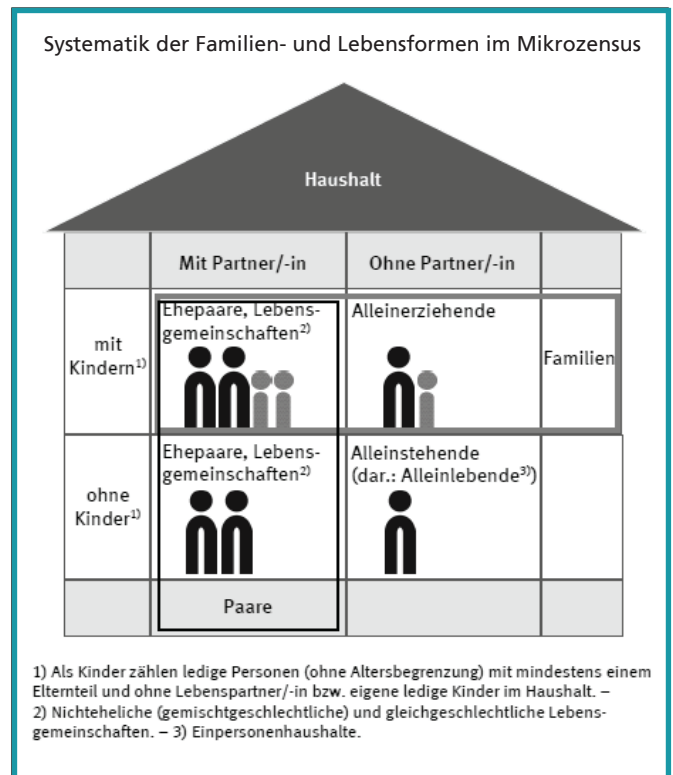 Systematik der Familien- und Lebensformen im Mikrozensus
Haushalt
Mit Partner/-in
Ohne Partner/-in
mit
Kindern¹⁾
Ehepaare, Lebens-
gemeinschaften²⁾
Alleinerziehende
Familien
ohne
Kinder¹⁾
Ehepaare, Lebens-
gemeinschaften²⁾
Alleinstehende
(dar.: Alleinlebende³⁾)
Paare
1) Als Kinder zählen ledige Personen (ohne Altersbegrenzung) mit mindestens einem
Elternteil und ohne Lebenspartner/-in bzw. eigene ledige Kinder im Haushalt. –
2) Nichteheliche (gemischtgeschlechtliche) und gleichgeschlechtliche Lebens-
gemeinschaften. – 3) Einpersonenhaushalte.